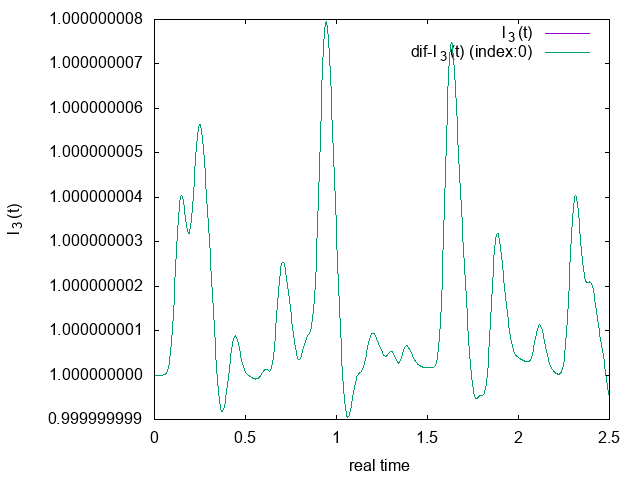 1.000000008
1.000000007
1.000000006
1.000000005
1.000000004
1.000000003
1.000000002
1.000000001
1.000000000
0.999999999
I3(t)
I3(t)
dif-I3(t) (index:0)
0 0.5 1 1.5 2 2.5
real time